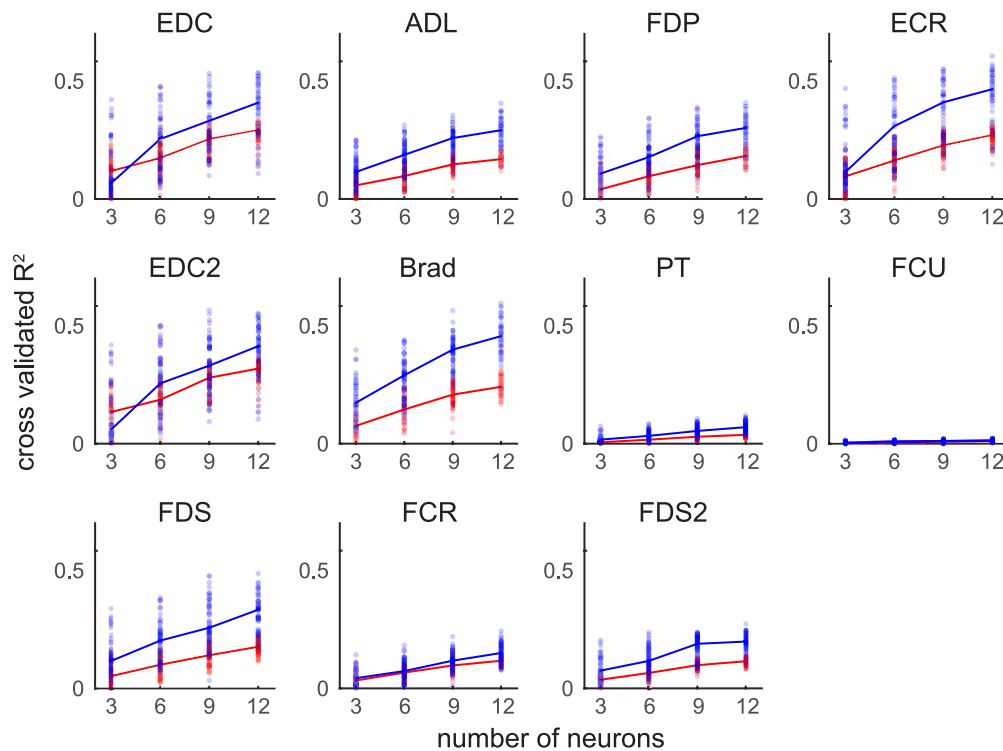 EDC ADL FDP ECR
0.5 0.5 0.5 0.5
0 0 0 0
3 6 9 12 3 6 9 12 3 6 9 12 3 6 9 12
cross validated R²
EDC2 Brad PT FCU
0.5 0.5 0.5 0.5
0 0 0 0
3 6 9 12 3 6 9 12 3 6 9 12 3 6 9 12
FDS FCR FDS2
0.5 0.5 0.5
0 0 0
3 6 9 12 3 6 9 12 3 6 9 12
number of neurons